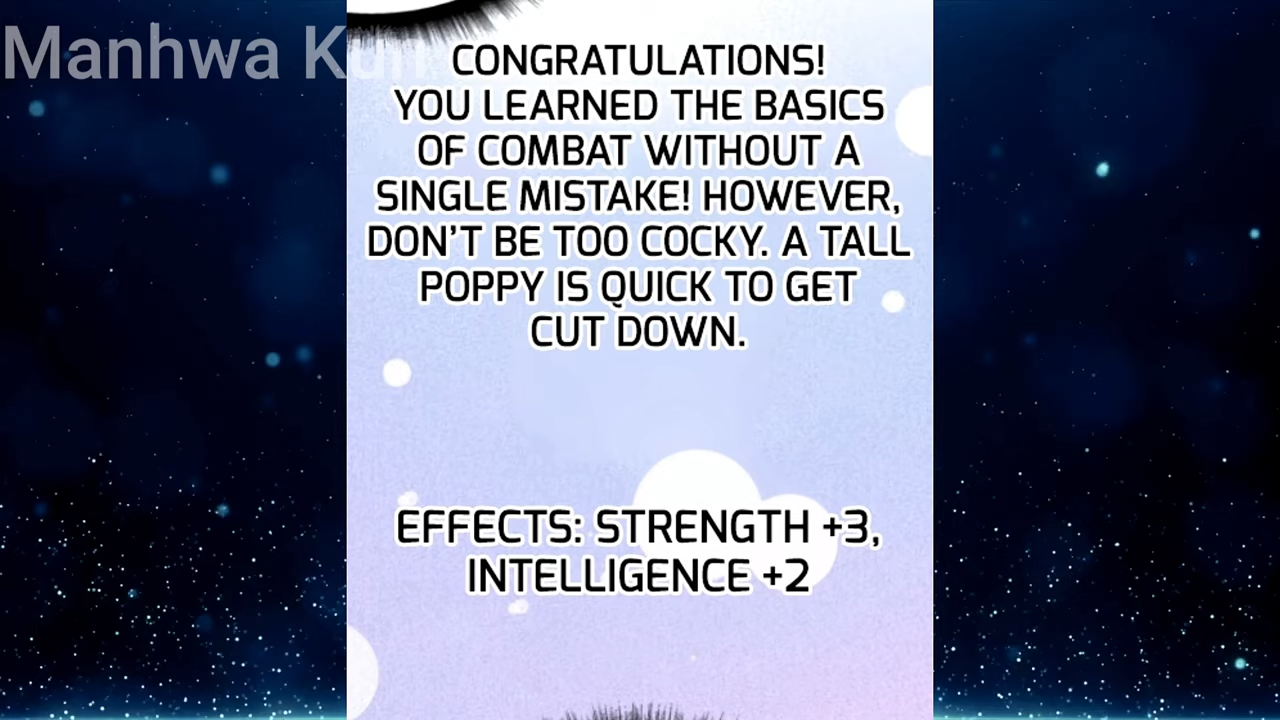 Manhwa Kun
CONGRATULATIONS!
YOU LEARNED THE BASICS
OF COMBAT WITHOUT A
SINGLE MISTAKE! HOWEVER,
DON'T BE TOO COCKY. A TALL
POPPY IS QUICK TO GET
CUT DOWN.
EFFECTS: STRENGTH +3,
INTELLIGENCE +2